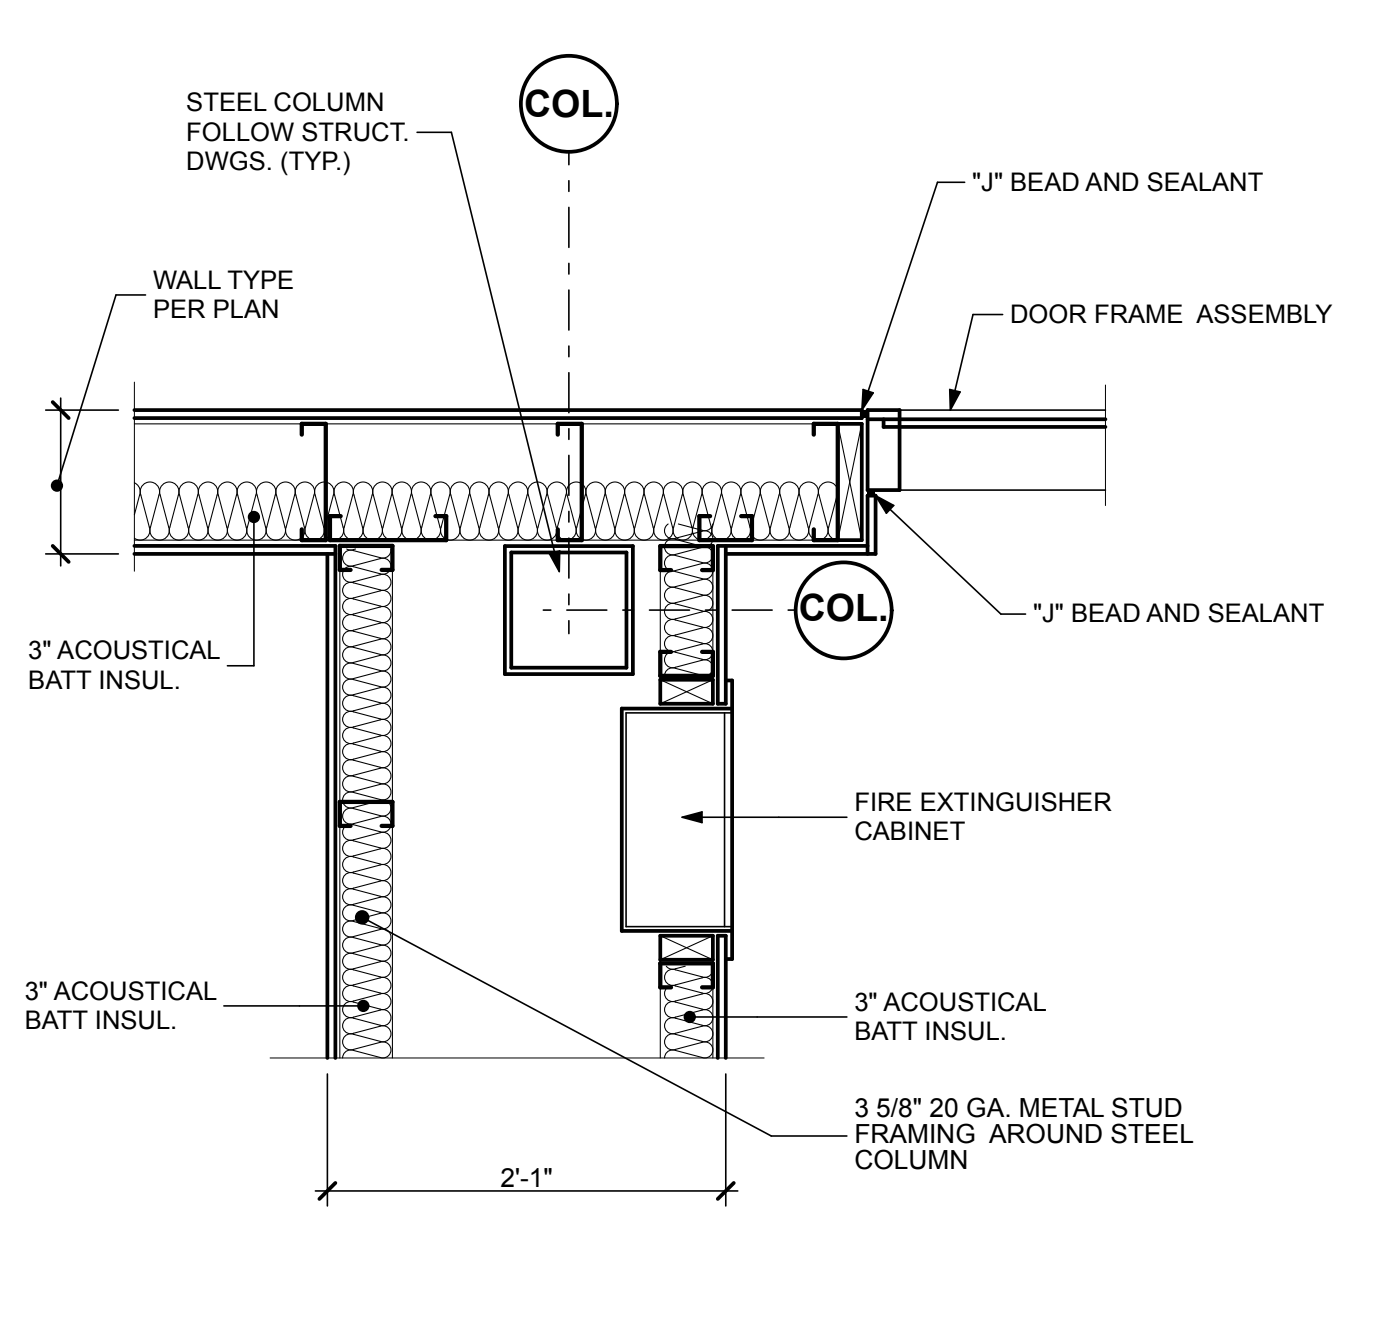 COL.
STEEL COLUMN
FOLLOW STRUCT.
DWGS. (TYP.)
"J" BEAD AND SEALANT
WALL TYPE
PER PLAN
DOOR FRAME  ASSEMBLY
COL.
"J" BEAD AND SEALANT
3" ACOUSTICAL
BATT INSUL.
FIRE EXTINGUISHER
CABINET
3" ACOUSTICAL
BATT INSUL.
3" ACOUSTICAL
BATT INSUL.
3 5/8" 20 GA. METAL STUD
FRAMING  AROUND STEEL
COLUMN
2'-1"